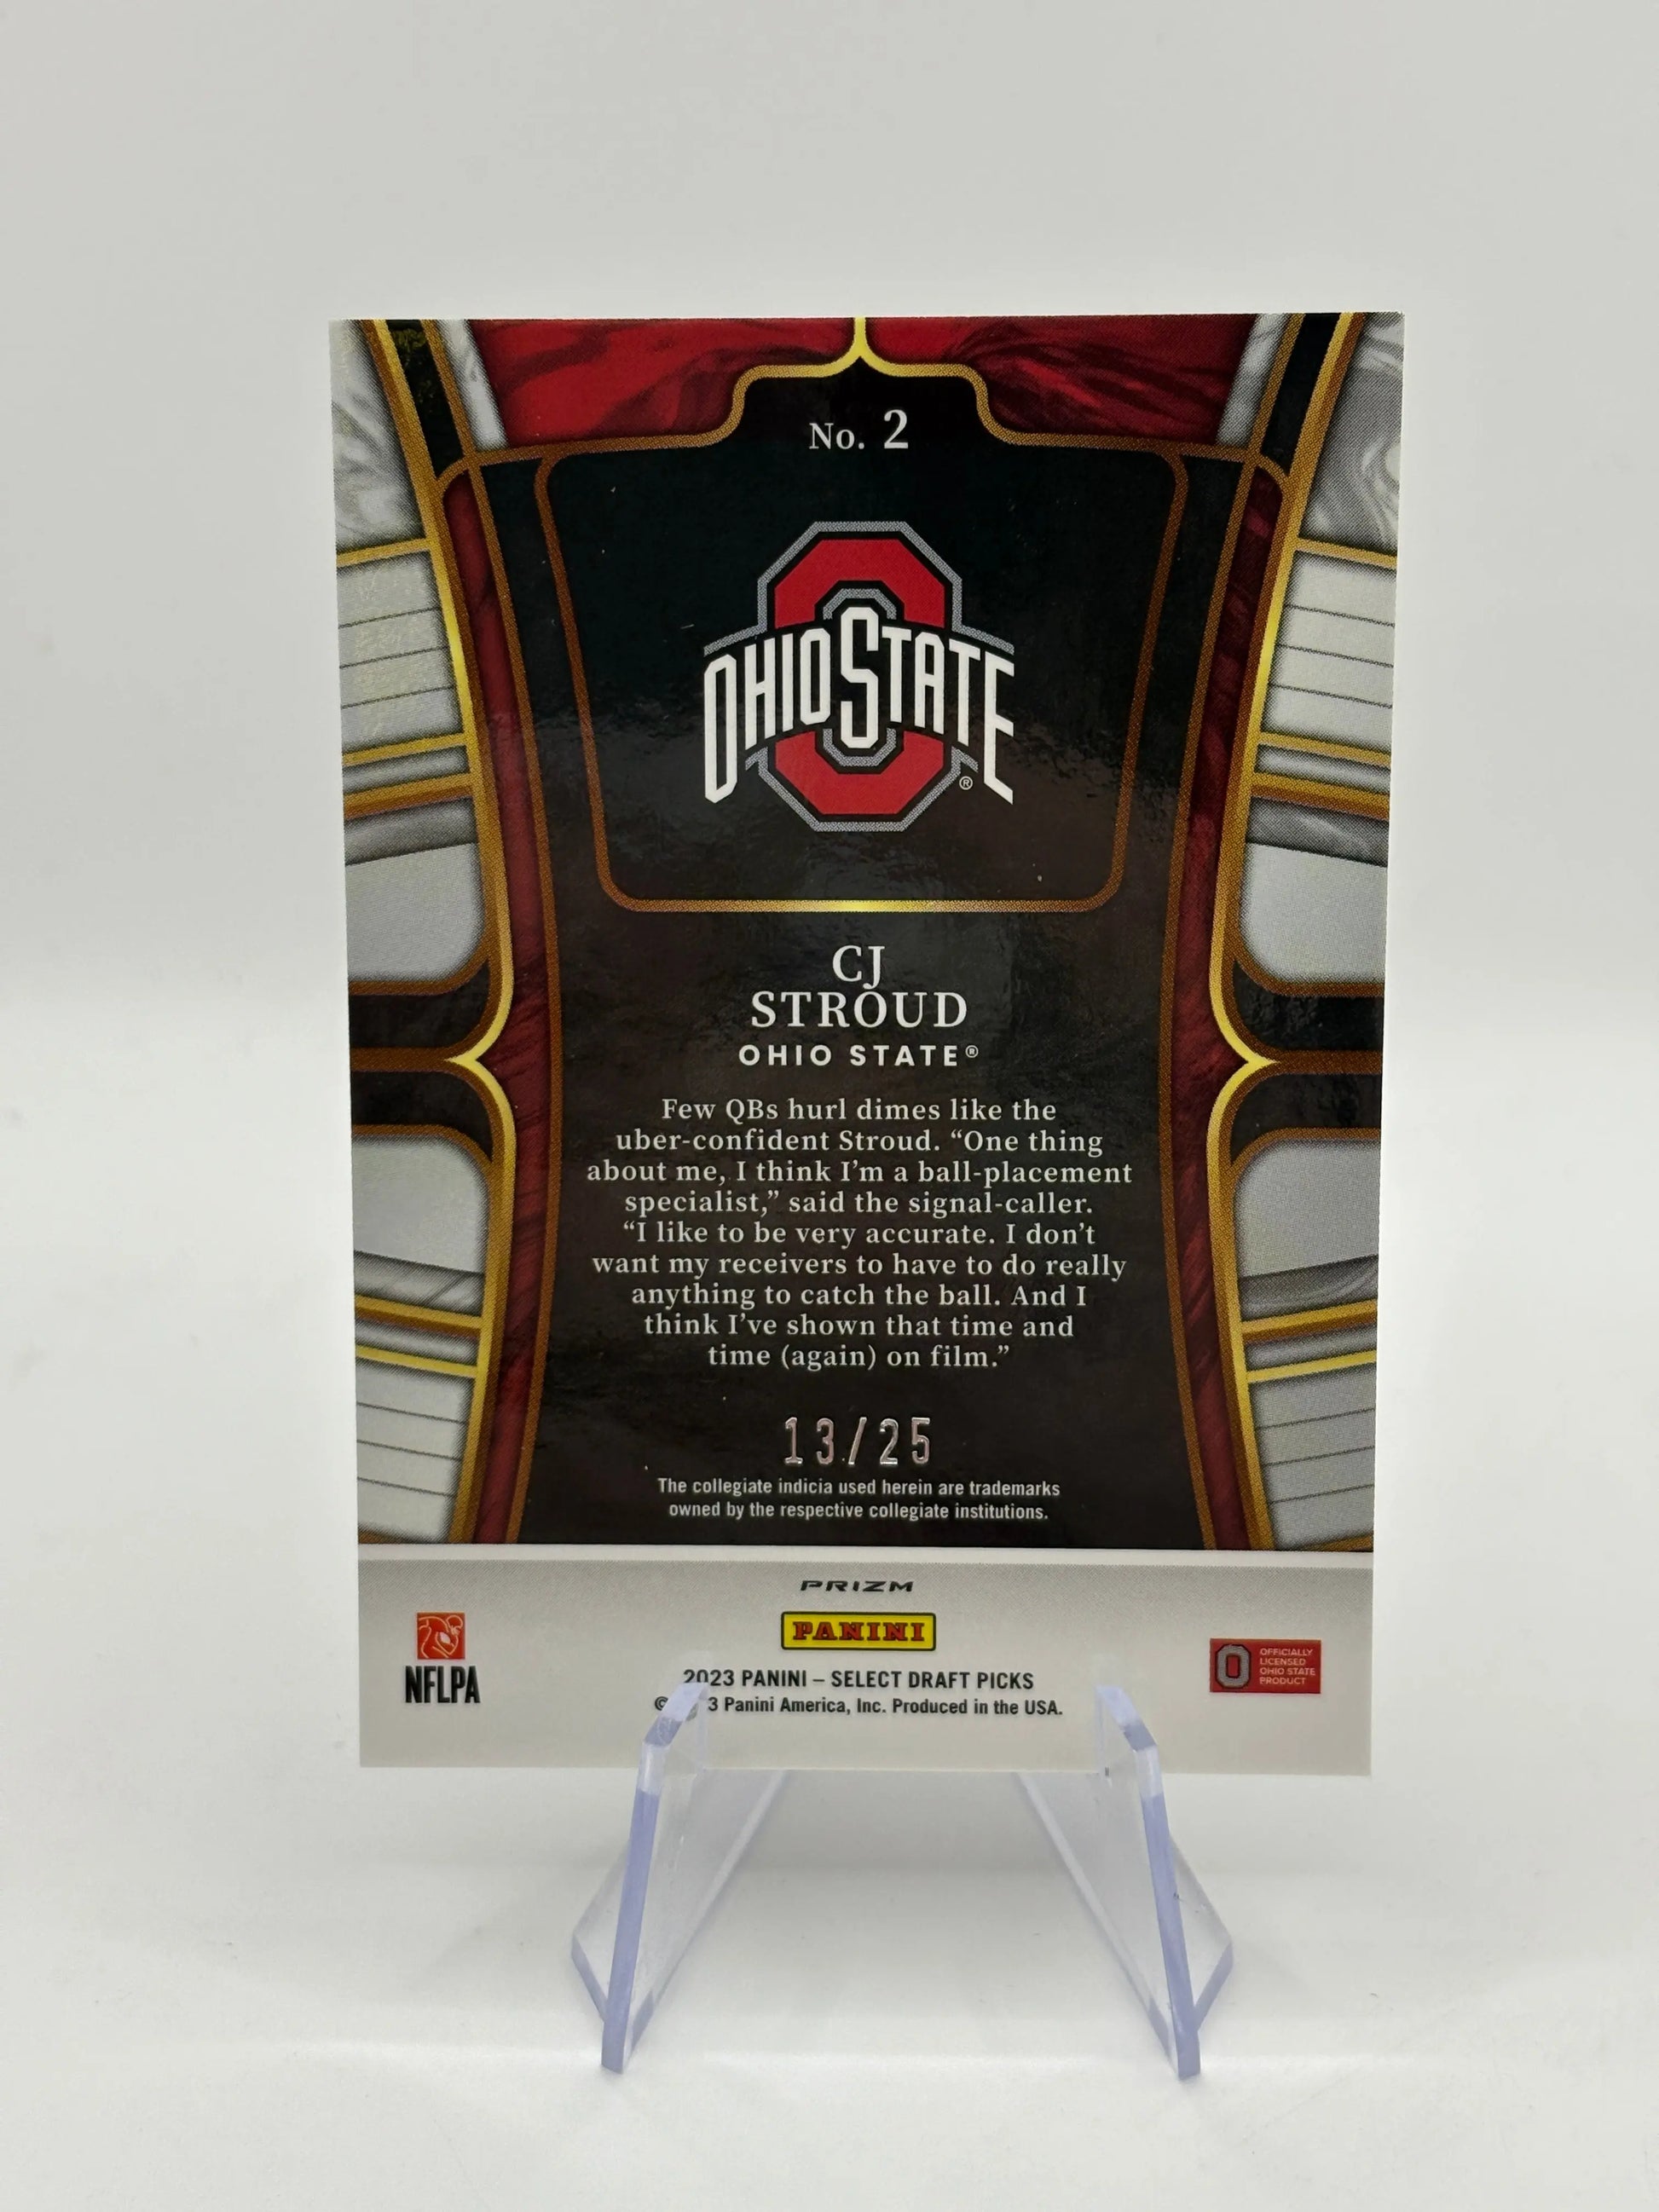 No. 2
OHIO STATE
®
CJ
STROUD
OHIO STATE®
Few QBs hurl dimes like the
uber-confident Stroud. “One thing
about me, I think I’m a ball-placement
specialist,” said the signal-caller.
“I like to be very accurate. I don’t
want my receivers to have to do really
anything to catch the ball. And I
think I’ve shown that time and
time (again) on film.”
13/25
The collegiate indicia used herein are trademarks
owned by the respective collegiate institutions.
PRIZM
PANINI
NFLPA
OFFICIALLY
LICENSED
OHIO STATE
PRODUCT
2023 PANINI – SELECT DRAFT PICKS
© 3 Panini America, Inc. Produced in the USA.